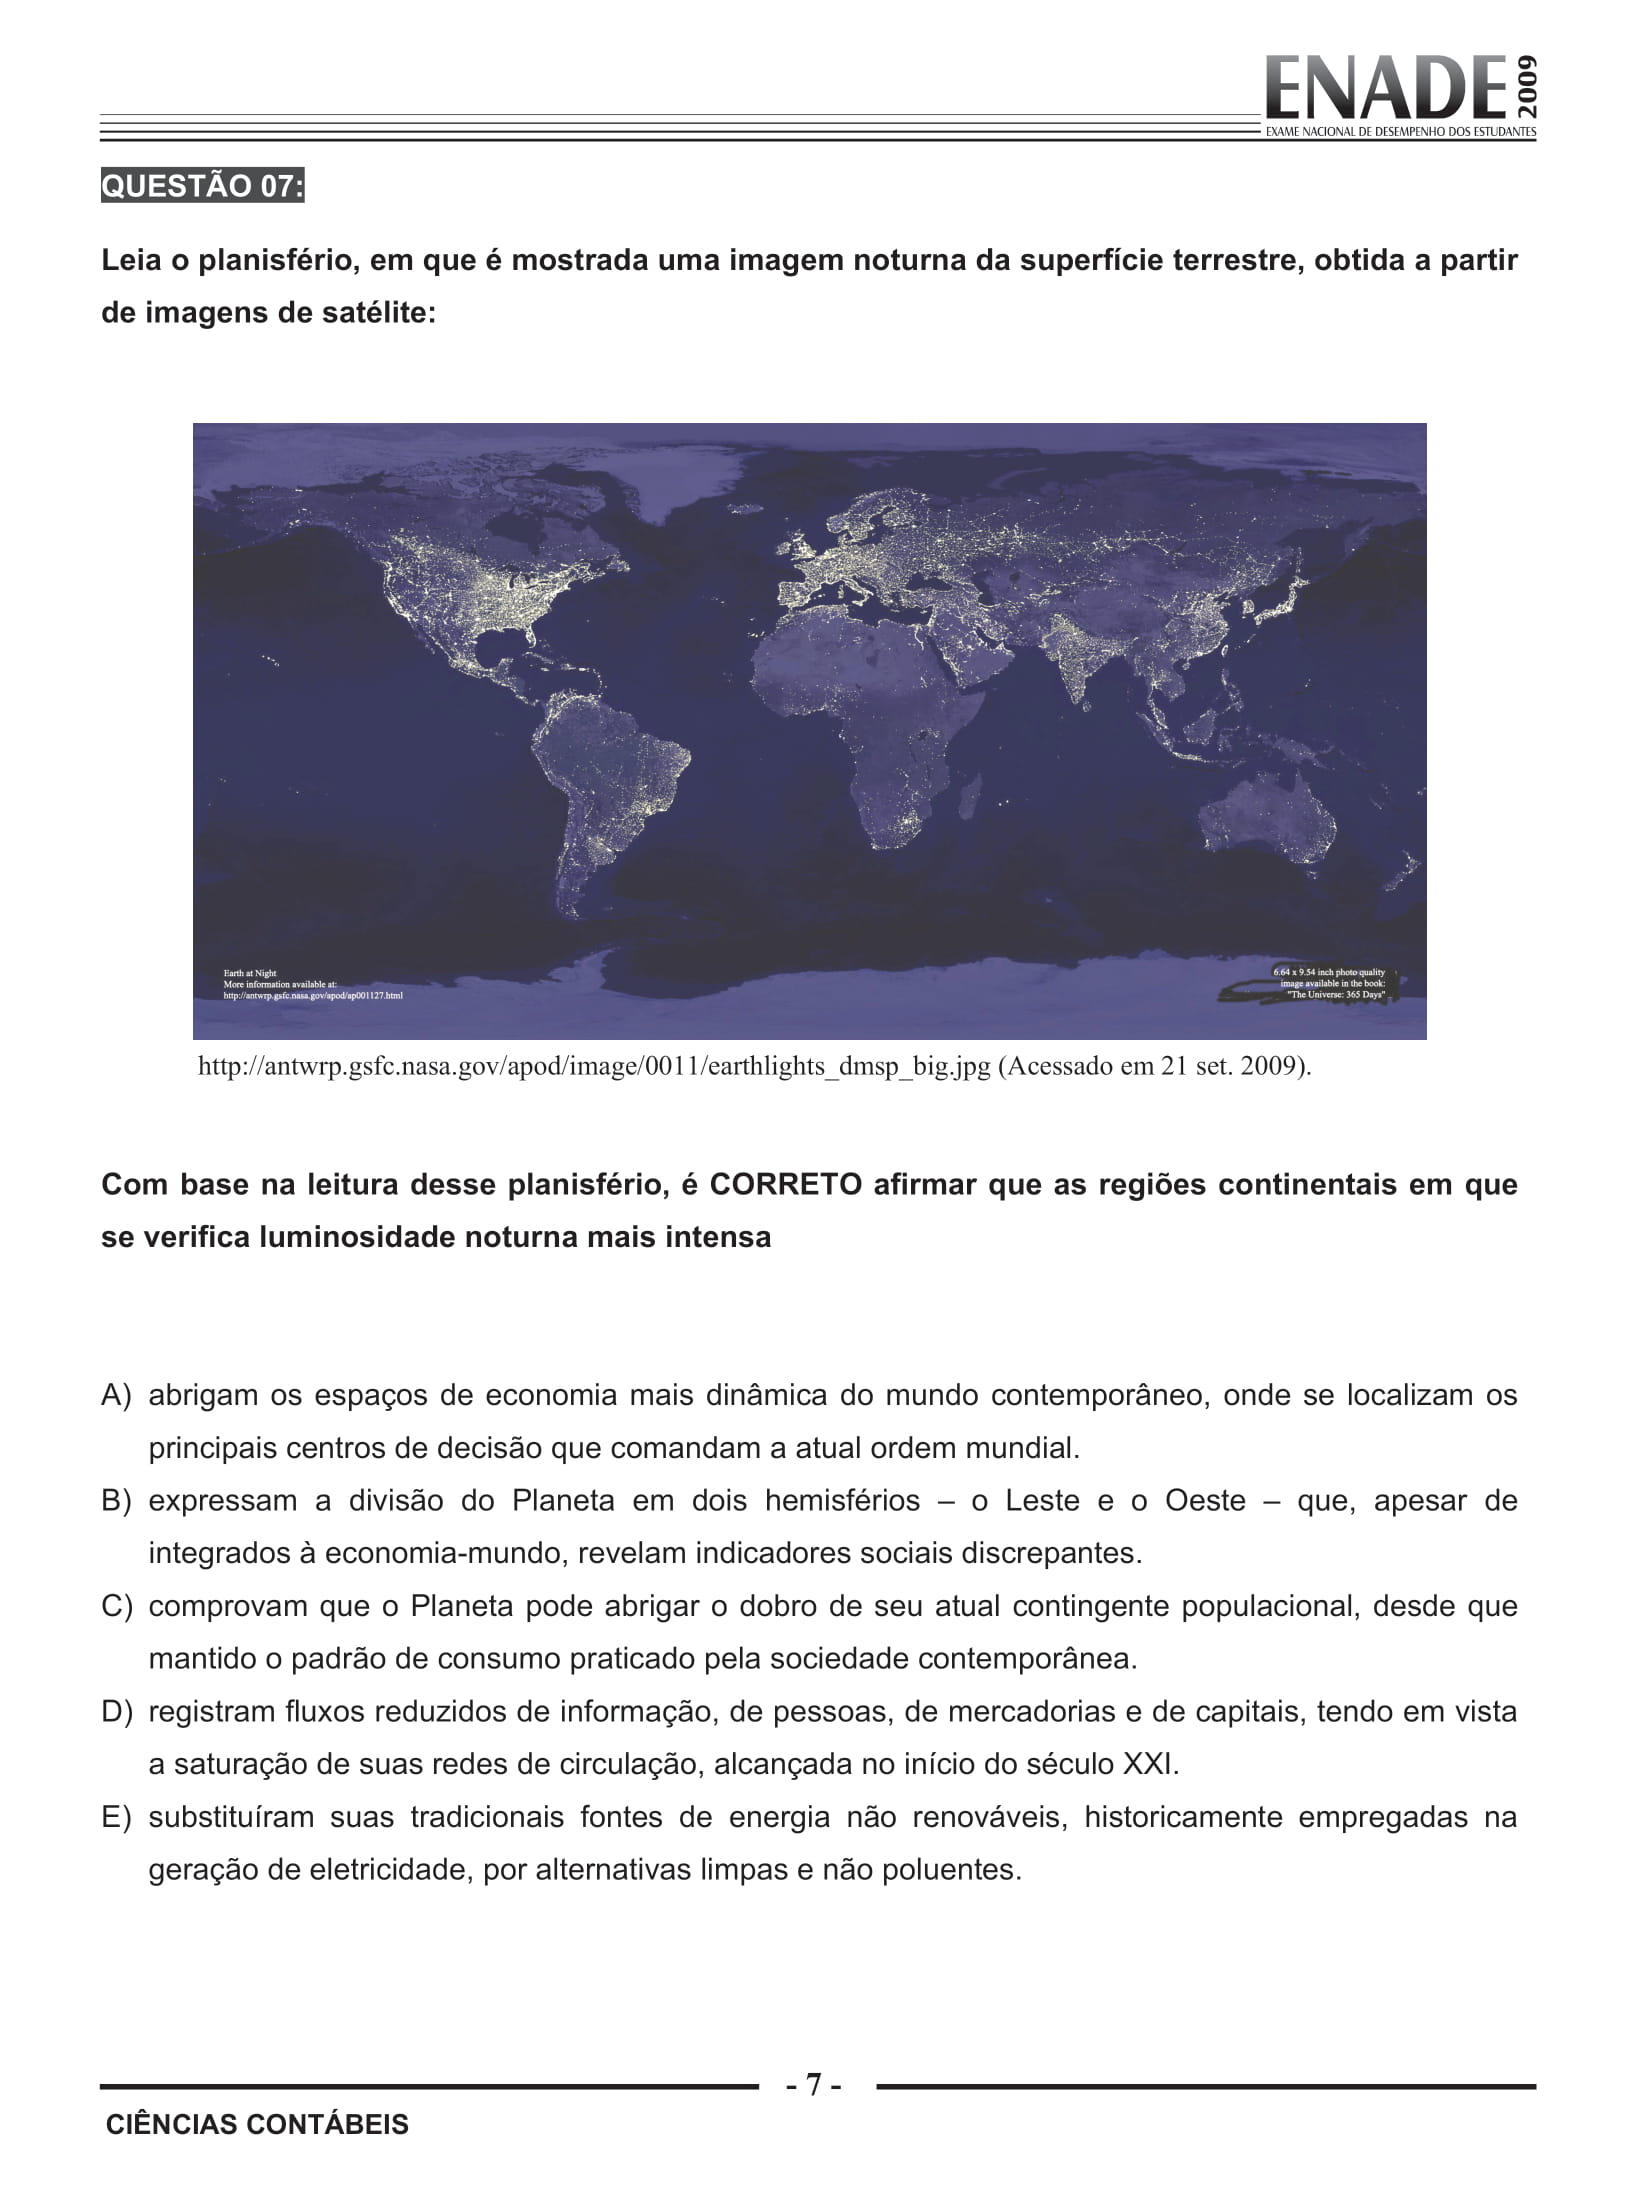 ENADE 2009
EXAME NACIONAL DE DESEMPENHO DOS ESTUDANTES
QUESTÃO 07:
Leia o planisfério, em que é mostrada uma imagem noturna da superfície terrestre, obtida a partir
de imagens de satélite:
Earth at Night
More information available at:
http://antwrp.gsfc.nasa.gov/apod/ap001127.html
6.64 x 9.54 inch photo quality
image available in the book:
"The Universe: 365 Days"
http://antwrp.gsfc.nasa.gov/apod/image/0011/earthlights_dmsp_big.jpg (Acessado em 21 set. 2009).
Com base na leitura desse planisfério, é CORRETO afirmar que as regiões continentais em que
se verifica luminosidade noturna mais intensa
A) abrigam os espaços de economia mais dinâmica do mundo contemporâneo, onde se localizam os
principais centros de decisão que comandam a atual ordem mundial.
B) expressam a divisão do Planeta em dois hemisférios – o Leste e o Oeste – que, apesar de
integrados à economia-mundo, revelam indicadores sociais discrepantes.
C) comprovam que o Planeta pode abrigar o dobro de seu atual contingente populacional, desde que
mantido o padrão de consumo praticado pela sociedade contemporânea.
D) registram fluxos reduzidos de informação, de pessoas, de mercadorias e de capitais, tendo em vista
a saturação de suas redes de circulação, alcançada no início do século XXI.
E) substituíram suas tradicionais fontes de energia não renováveis, historicamente empregadas na
geração de eletricidade, por alternativas limpas e não poluentes.
- 7 -
CIÊNCIAS CONTÁBEIS